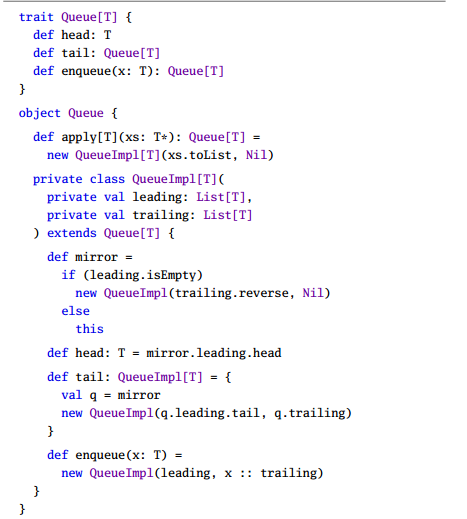 trait Queue[T] {
  def head: T
  def tail: Queue[T]
  def enqueue(x: T): Queue[T]
}
object Queue {
  def apply[T](xs: T*): Queue[T] =
    new QueueImpl[T](xs.toList, Nil)
  private class QueueImpl[T](
    private val leading: List[T],
    private val trailing: List[T]
  ) extends Queue[T] {
    def mirror =
      if (leading.isEmpty)
        new QueueImpl(trailing.reverse, Nil)
      else
        this
    def head: T = mirror.leading.head
    def tail: QueueImpl[T] = {
      val q = mirror
      new QueueImpl(q.leading.tail, q.trailing)
    }
    def enqueue(x: T) =
      new QueueImpl(leading, x :: trailing)
  }
}